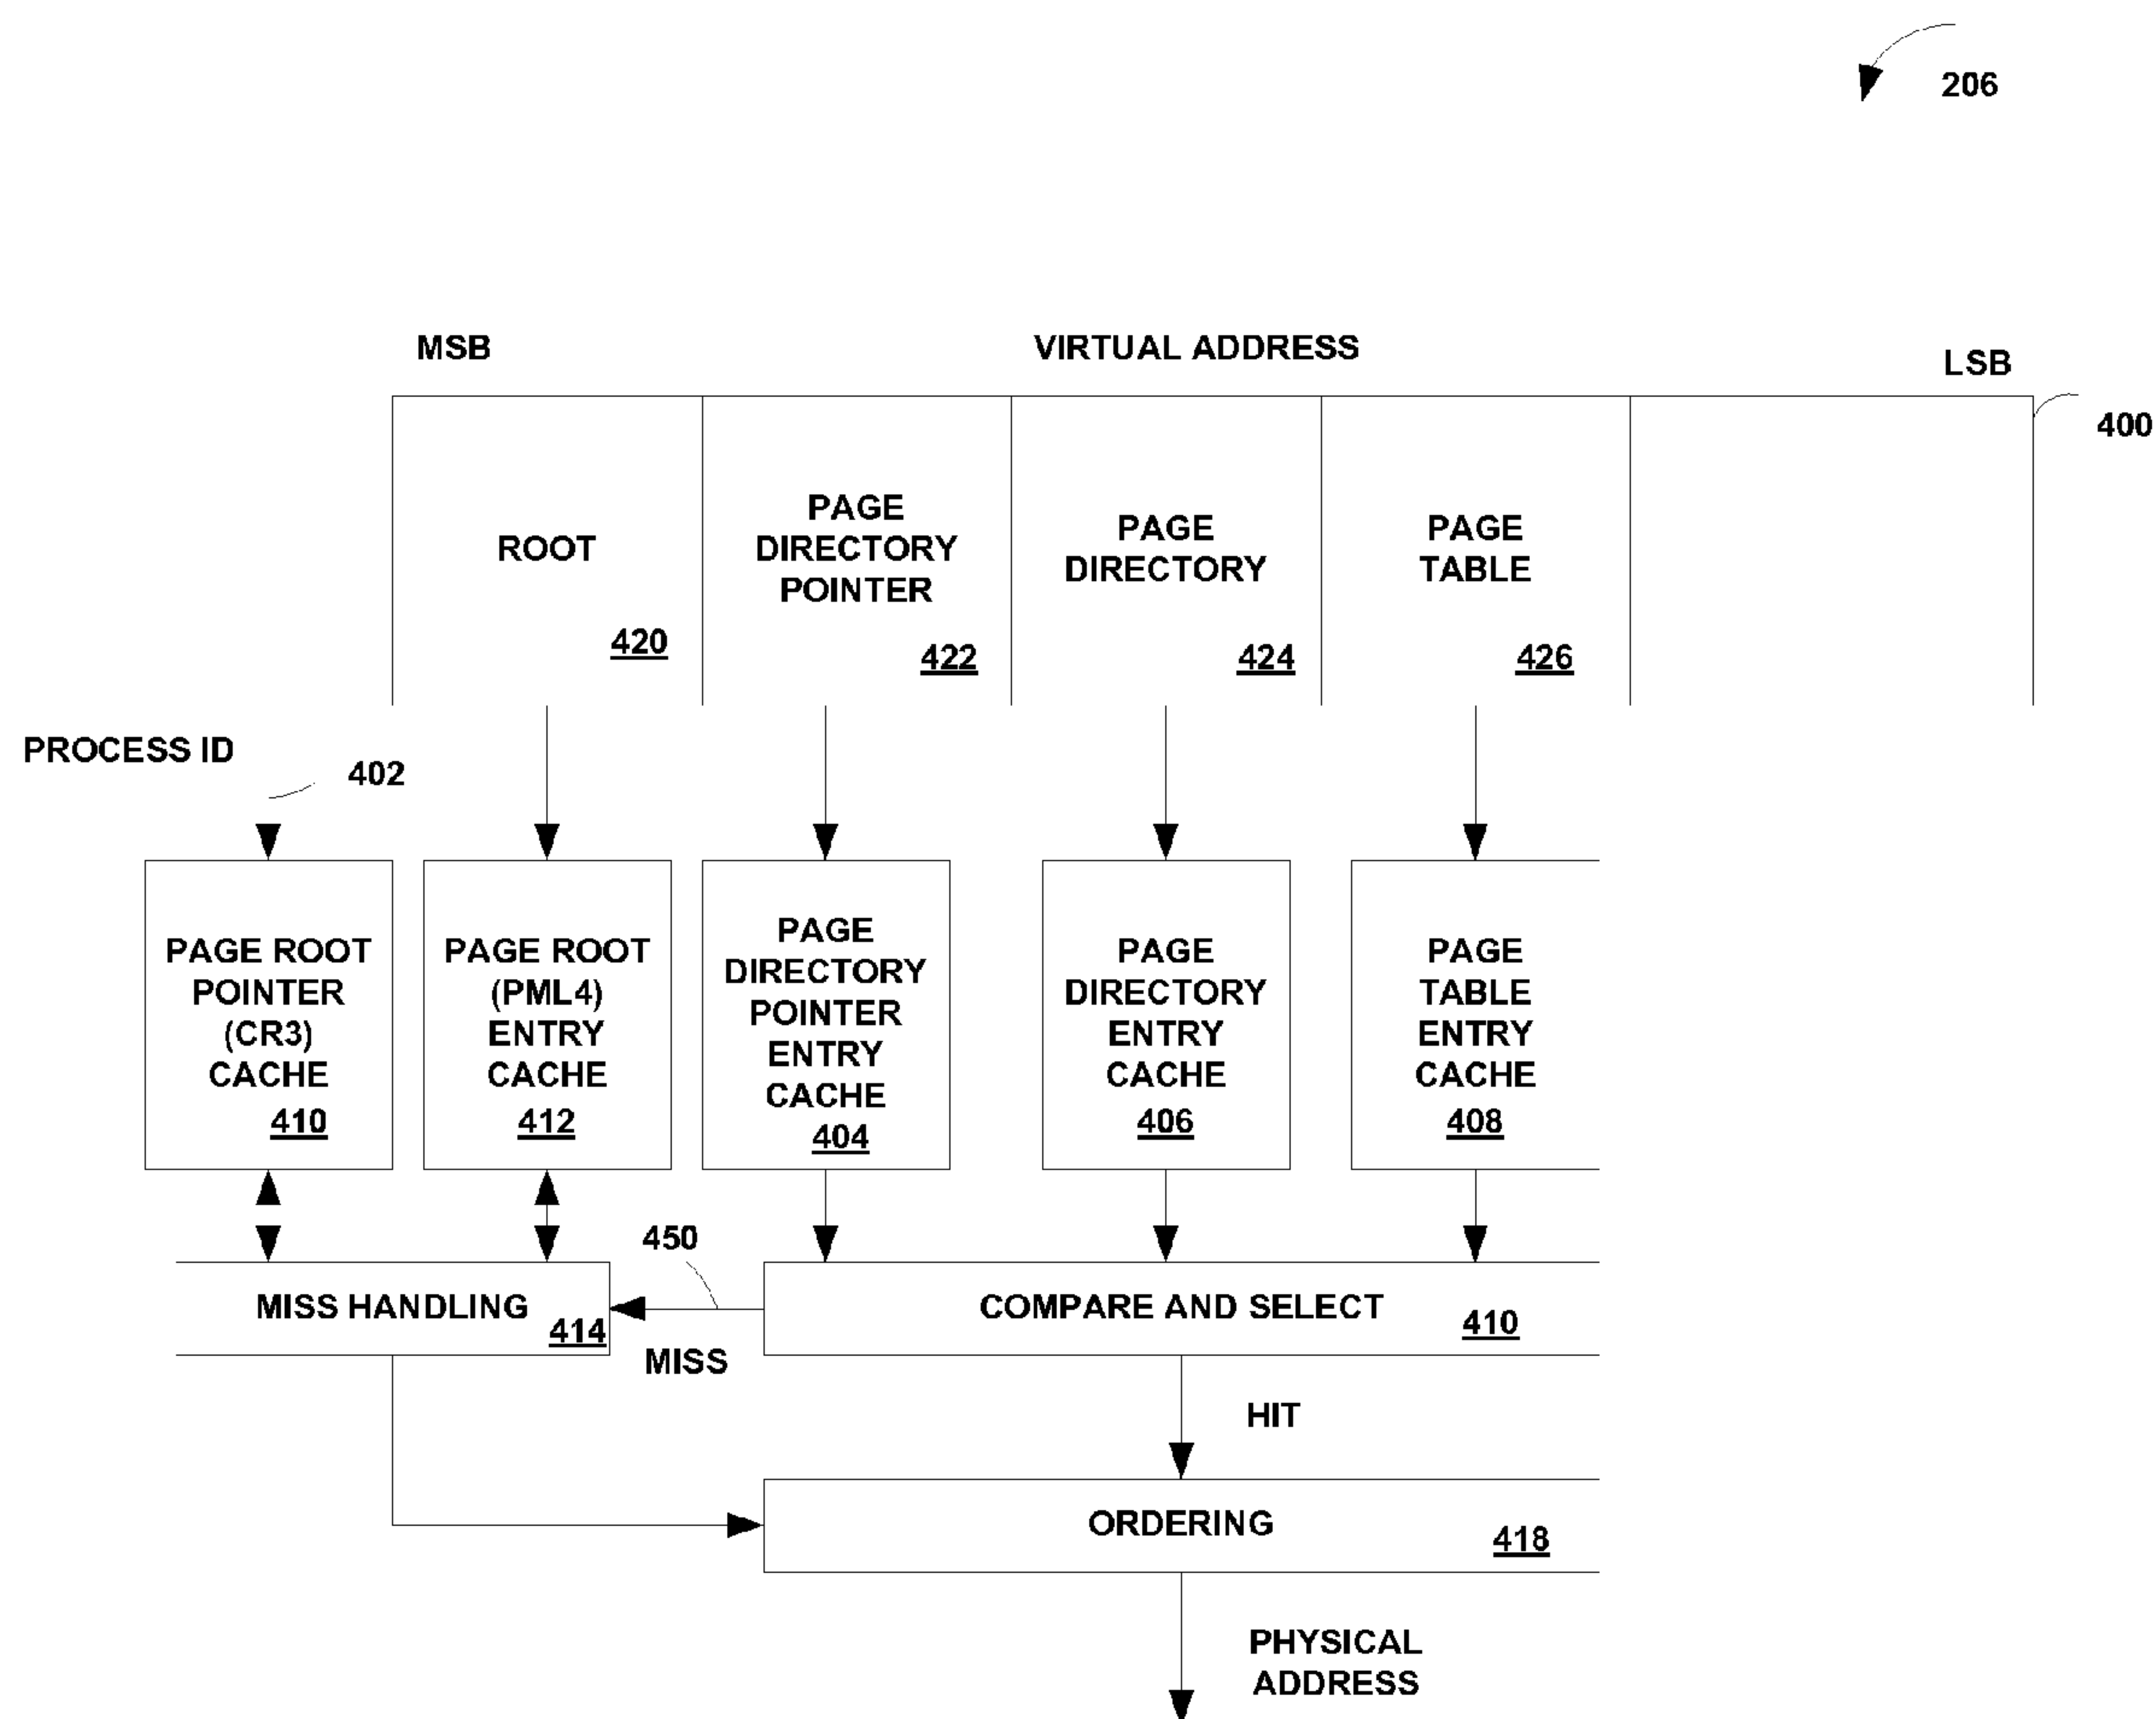 206
MSB
VIRTUAL ADDRESS
LSB
400
ROOT
420
PAGE
DIRECTORY
POINTER
422
PAGE
DIRECTORY
424
PAGE
TABLE
426
PROCESS ID
402
PAGE ROOT
POINTER
(CR3)
CACHE
410
PAGE ROOT
(PML4)
ENTRY
CACHE
412
PAGE
DIRECTORY
POINTER
ENTRY
CACHE
404
PAGE
DIRECTORY
ENTRY
CACHE
406
PAGE
TABLE
ENTRY
CACHE
408
450
MISS HANDLING
414
MISS
COMPARE AND SELECT
410
HIT
ORDERING
418
PHYSICAL
ADDRESS